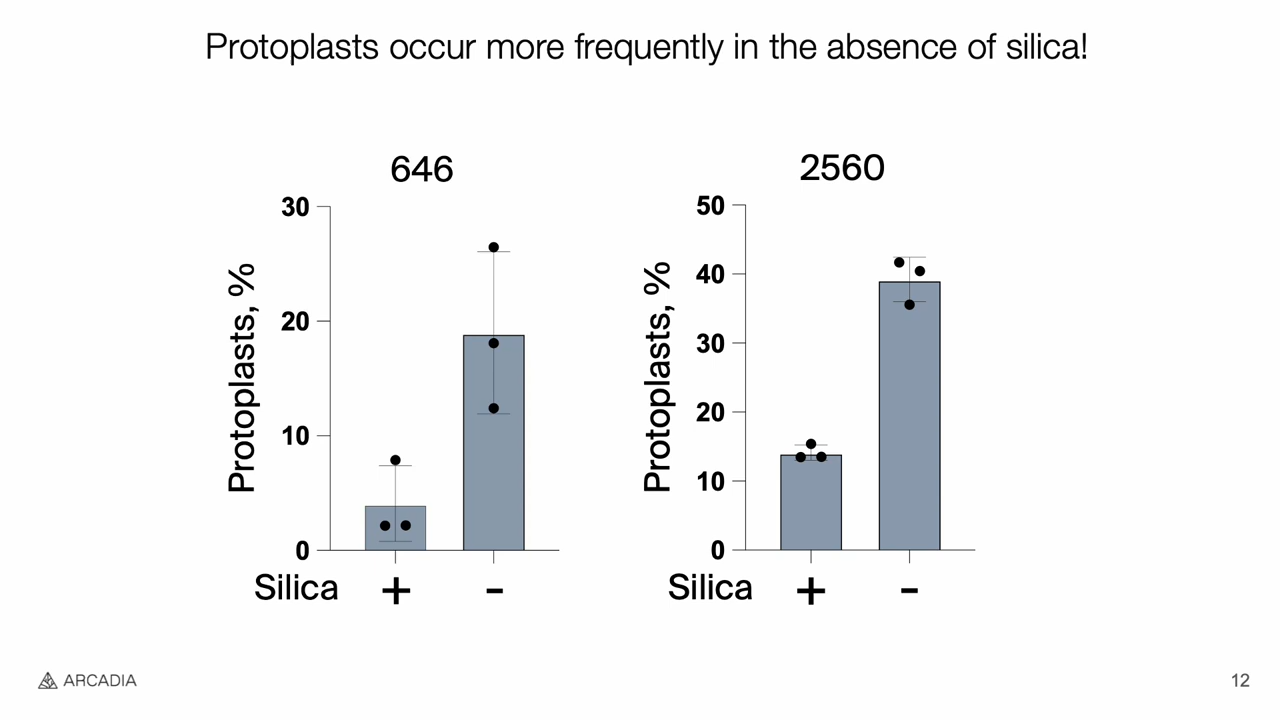 Protoplasts occur more frequently in the absence of silica!
646
30
20
10
0
Protoplasts, %
Silica + -
2560
50
40
30
20
10
0
Protoplasts, %
Silica + -
ARCADIA
12